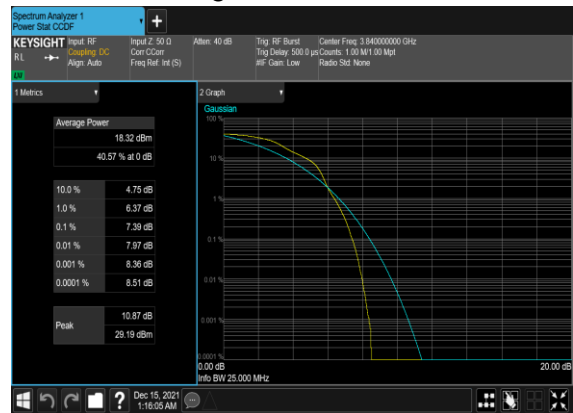 Spectrum Analyzer 1
Power Stat CCDF
KEYSIGHT Input: RF Input Z: 50 Ω Atten: 40 dB Trig: RF Burst Center Freq: 3.840000000 GHz
RL Coupling: DC Corr CCorr Trig Delay: 500.0 µs Counts: 1.00 M/1.00 Mpt
Align: Auto Freq Ref: Int (S) #IF Gain: Low Radio Std: None
1 Metrics
Average Power
18.32 dBm
40.57 % at 0 dB
10.0 % 4.75 dB
1.0 % 6.37 dB
0.1 % 7.39 dB
0.01 % 7.97 dB
0.001 % 8.36 dB
0.0001 % 8.51 dB
Peak
10.87 dB
29.19 dBm
2 Graph
Gaussian
100 %
10 %
1 %
0.1 %
0.01 %
0.001 %
0.0001 %
0.00 dB 20.00 dB
Info BW 25.000 MHz
? Dec 15, 2021
1:16:05 AM